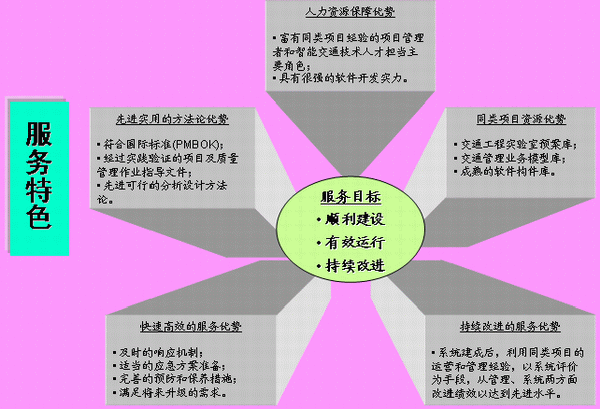 人力资源保障优势
• 富有同类项目经验的项目管理
者和智能交通技术人才担当主
要角色；
• 具有很强的软件开发实力。
服务特色
先进实用的方法论优势
• 符合国际标准(PMBOK)；
• 经过实践验证的项目及质量
管理作业指导文件。
• 先进可行的分析设计方法
论。
同类项目资源优势
• 交通工程实验室预案库；
• 交通管理业务模型库；
• 成熟的软件构件库。
服务目标
• 顺利建设
• 有效运行
• 持续改进
快速高效的服务优势
• 及时的响应机制；
• 适当的应急方案准备；
• 完善的预防和保养措施；
• 满足将来升级的需求。
持续改进的服务优势
• 系统建成后，利用同类项目的
运营和管理经验，以系统评价
为手段，从管理、系统两方面
改进绩效以达到先进水平。